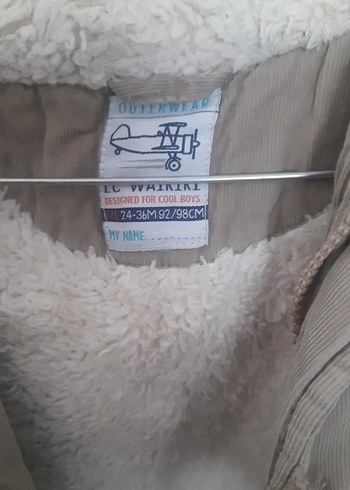 OUTERWEAR
LC WAIKIKI
DESIGNED FOR COOL BOYS
24-36M 92/98CM
MY NAME.........